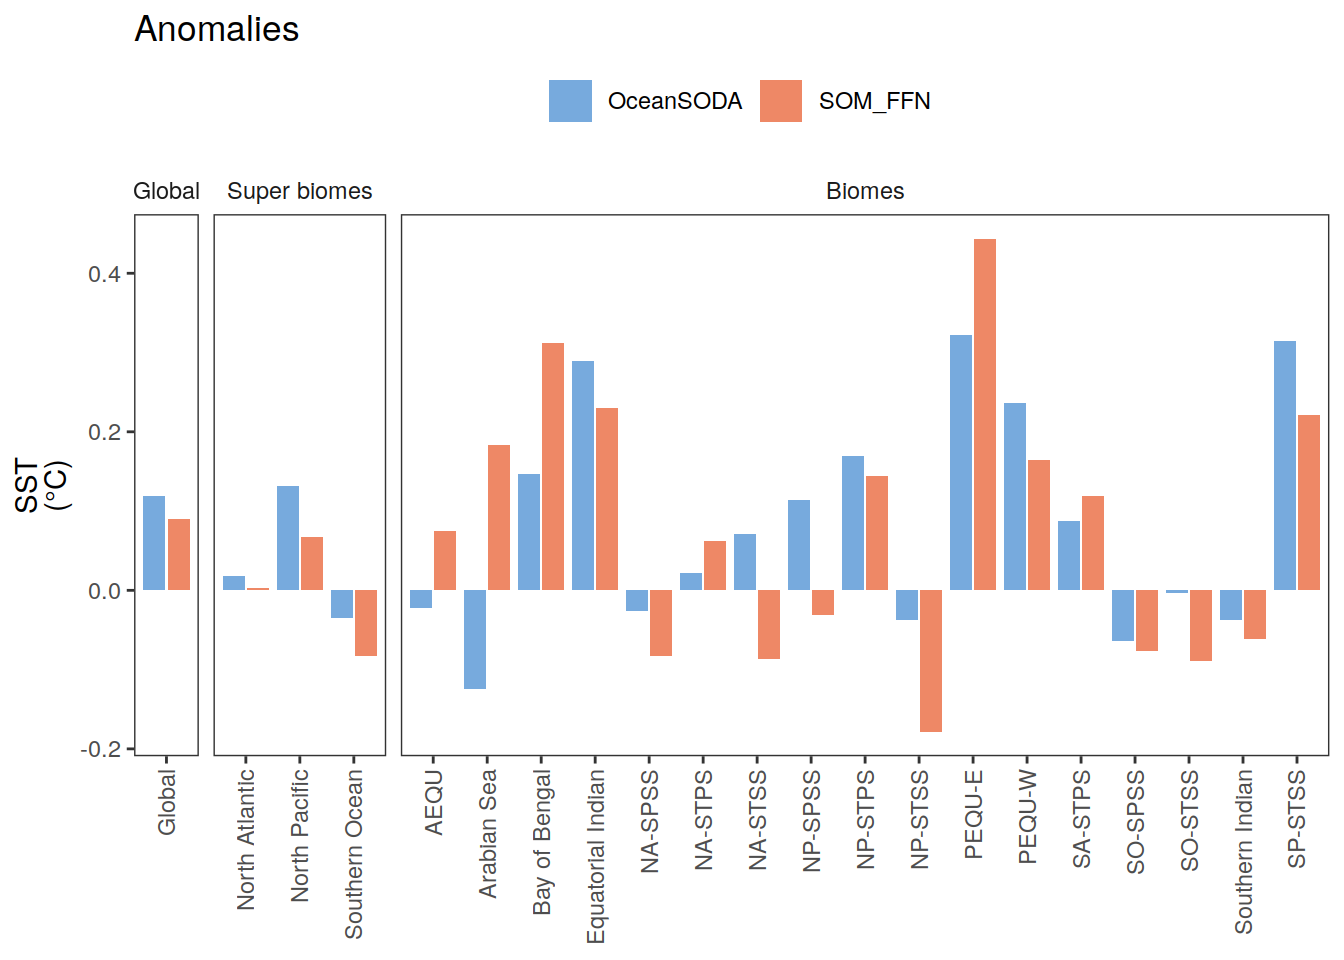 Anomalies
OceanSODA
SOM_FFN
Global
Super biomes
Biomes
SST
(°C)
0.4
0.2
0.0
-0.2
Global
North Atlantic
North Pacific
Southern Ocean
AEQU
Arabian Sea
Bay of Bengal
Equatorial Indian
NA-SPSS
NA-STPS
NA-STSS
NP-SPSS
NP-STPS
NP-STSS
PEQU-E
PEQU-W
SA-STPS
SO-SPSS
SO-STSS
Southern Indian
SP-STSS